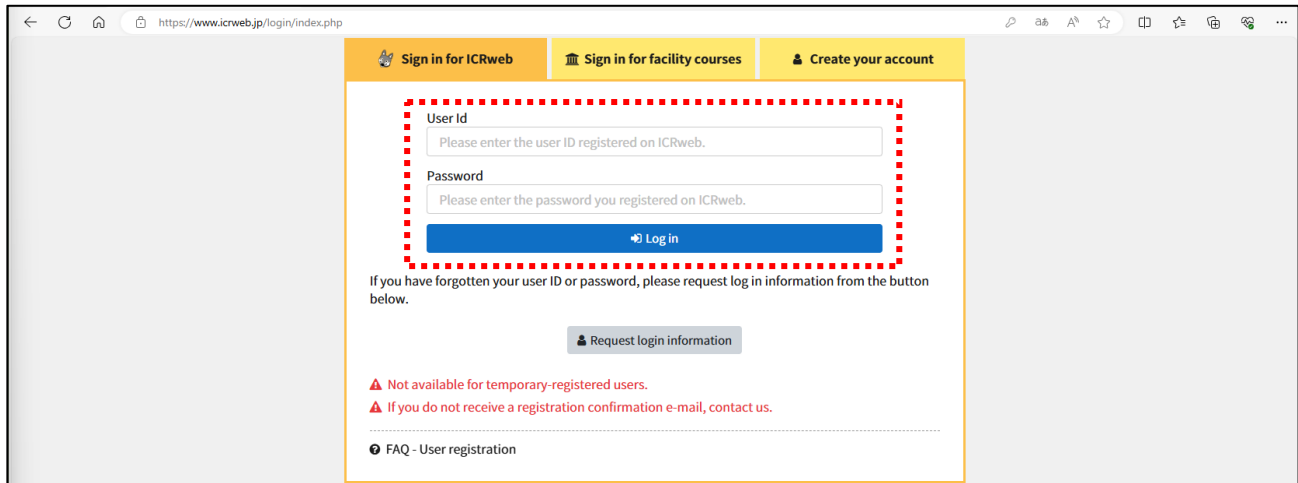 https://www.icrweb.jp/login/index.php
Sign in for ICRweb
Sign in for facility courses
Create your account
User Id
Please enter the user ID registered on ICRweb.
Password
Please enter the password you registered on ICRweb.
Log in
If you have forgotten your user ID or password, please request log in information from the button
below.
Request login information
Not available for temporary-registered users.
If you do not receive a registration confirmation e-mail, contact us.
FAQ - User registration